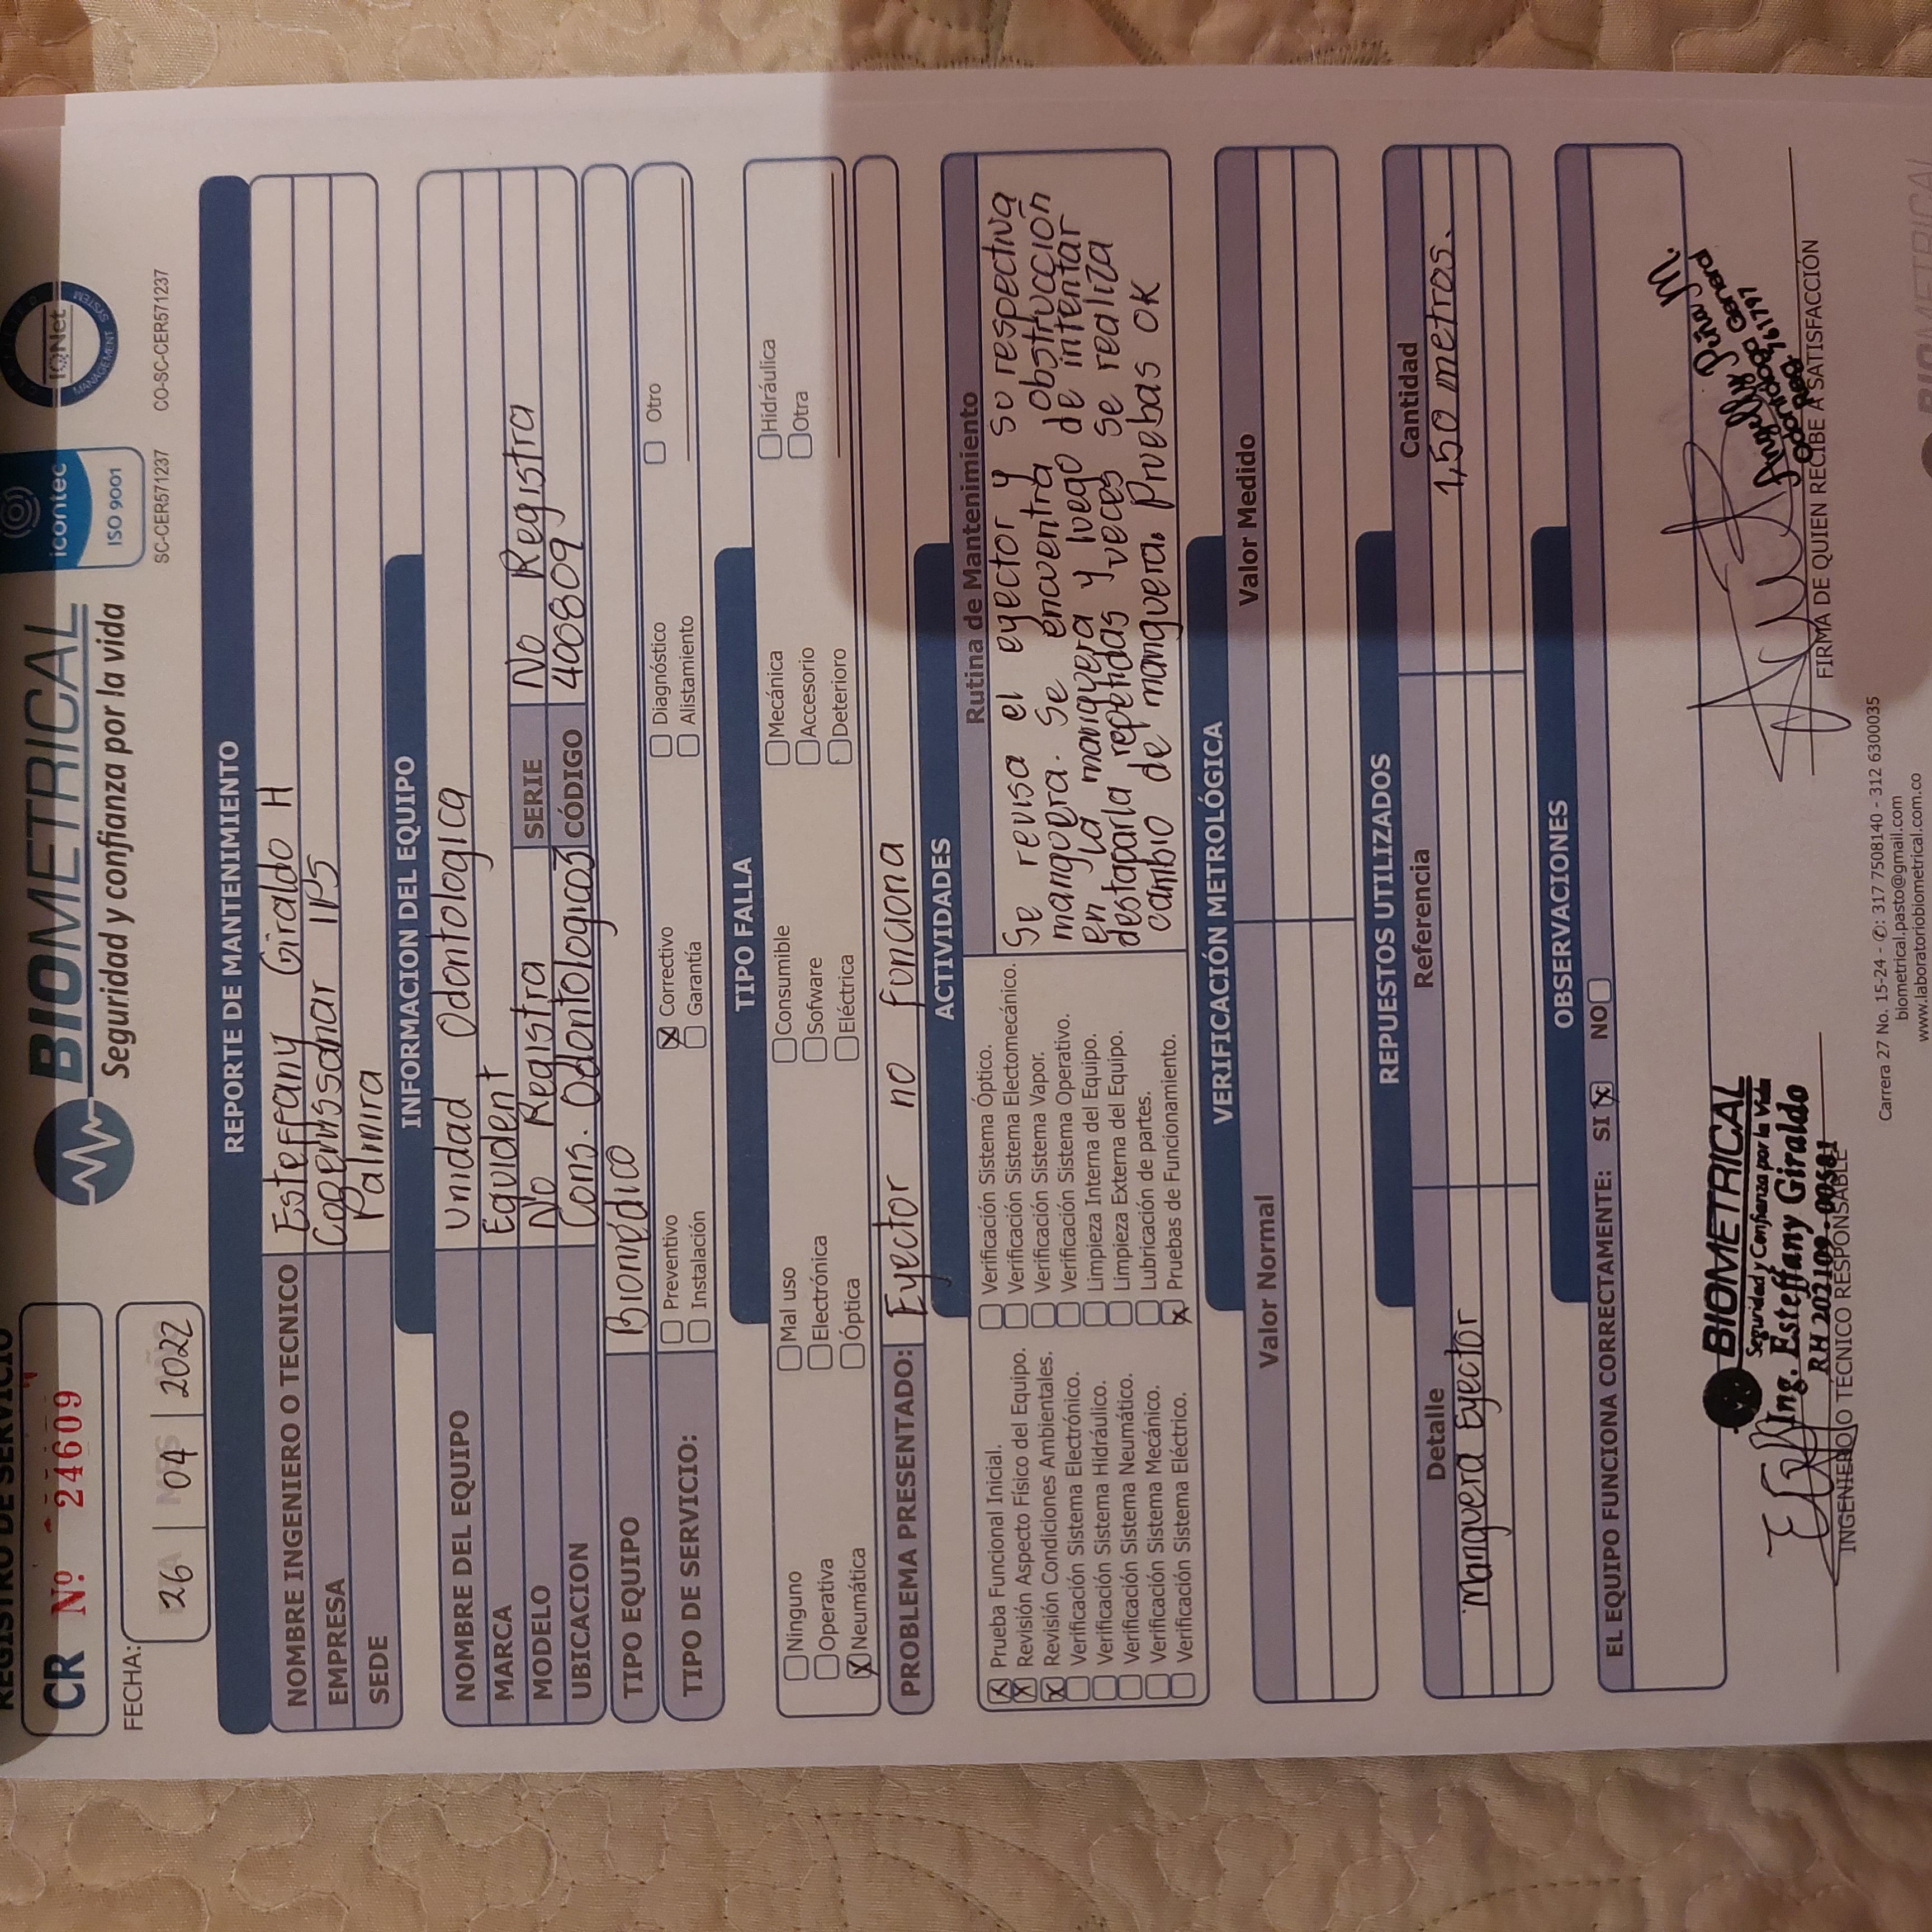 REGISTRO DE SERVICIO
CR Nº 24609
BIOMETRICAL
Seguridad y confianza por la vida
icontec
ISO 9001
SC-CER571237
IQNet
MANAGEMENT SYSTEM
CO-SC-CER571237
FECHA:
DIA MES AÑO
26 04 2022
REPORTE DE MANTENIMIENTO
NOMBRE INGENIERO O TECNICO Esteffany Giraldo H
EMPRESA Cogemssanar IPS
SEDE Palmira
INFORMACION DEL EQUIPO
NOMBRE DEL EQUIPO Unidad Odontologica
MARCA Equident
MODELO No Registra SERIE No Registra
UBICACION Cons. Odontologico3 CÓDIGO 400809
TIPO EQUIPO Biomédico
TIPO DE SERVICIO:
Preventivo Correctivo Diagnóstico Otro
Instalación Garantía Alistamiento
TIPO FALLA
Ninguno Mal uso Consumible Mecánica Hidráulica
Operativa Electrónica Sofware Accesorio Otra
Neumática Óptica Eléctrica Deterioro
PROBLEMA PRESENTADO: Eyector no funciona
ACTIVIDADES
Prueba Funcional Inicial.
Revisión Aspecto Físico del Equipo.
Revisión Condiciones Ambientales.
Verificación Sistema Electrónico.
Verificación Sistema Hidráulico.
Verificación Sistema Neumático.
Verificación Sistema Mecánico.
Verificación Sistema Eléctrico.
Verificación Sistema Óptico.
Verificación Sistema Electomecánico.
Verificación Sistema Vapor.
Verificación Sistema Operativo.
Limpieza Interna del Equipo.
Limpieza Externa del Equipo.
Lubricación de partes.
Pruebas de Funcionamiento.
Rutina de Mantenimiento
Se revisa el eyector y su respectiva
manguera. Se encuentra obstrucción
en la manguera y luego de intentar
destaparla repetidas veces se realiza
cambio de manguera. Pruebas OK
VERIFICACIÓN METROLÓGICA
Valor Normal Valor Medido
REPUESTOS UTILIZADOS
Detalle Referencia Cantidad
Manguera Eyector 1,50 metros.
OBSERVACIONES
EL EQUIPO FUNCIONA CORRECTAMENTE: SI NO
BIOMETRICAL
Seguridad y Confianza por la Vida
Ing. Esteffany Giraldo
RH 202109 - 00581
INGENIERO O TÉCNICO RESPONSABLE
Angelly Peña M.
Odontóloga General
Reg. 761797
FIRMA DE QUIEN RECIBE A SATISFACCIÓN
Carrera 27 No. 15-24 - ✆: 317 7508140 - 312 6300035
biometrical.pasto@gmail.com
www.laboratoriobiometrical.com.co
BIOMETRICAL